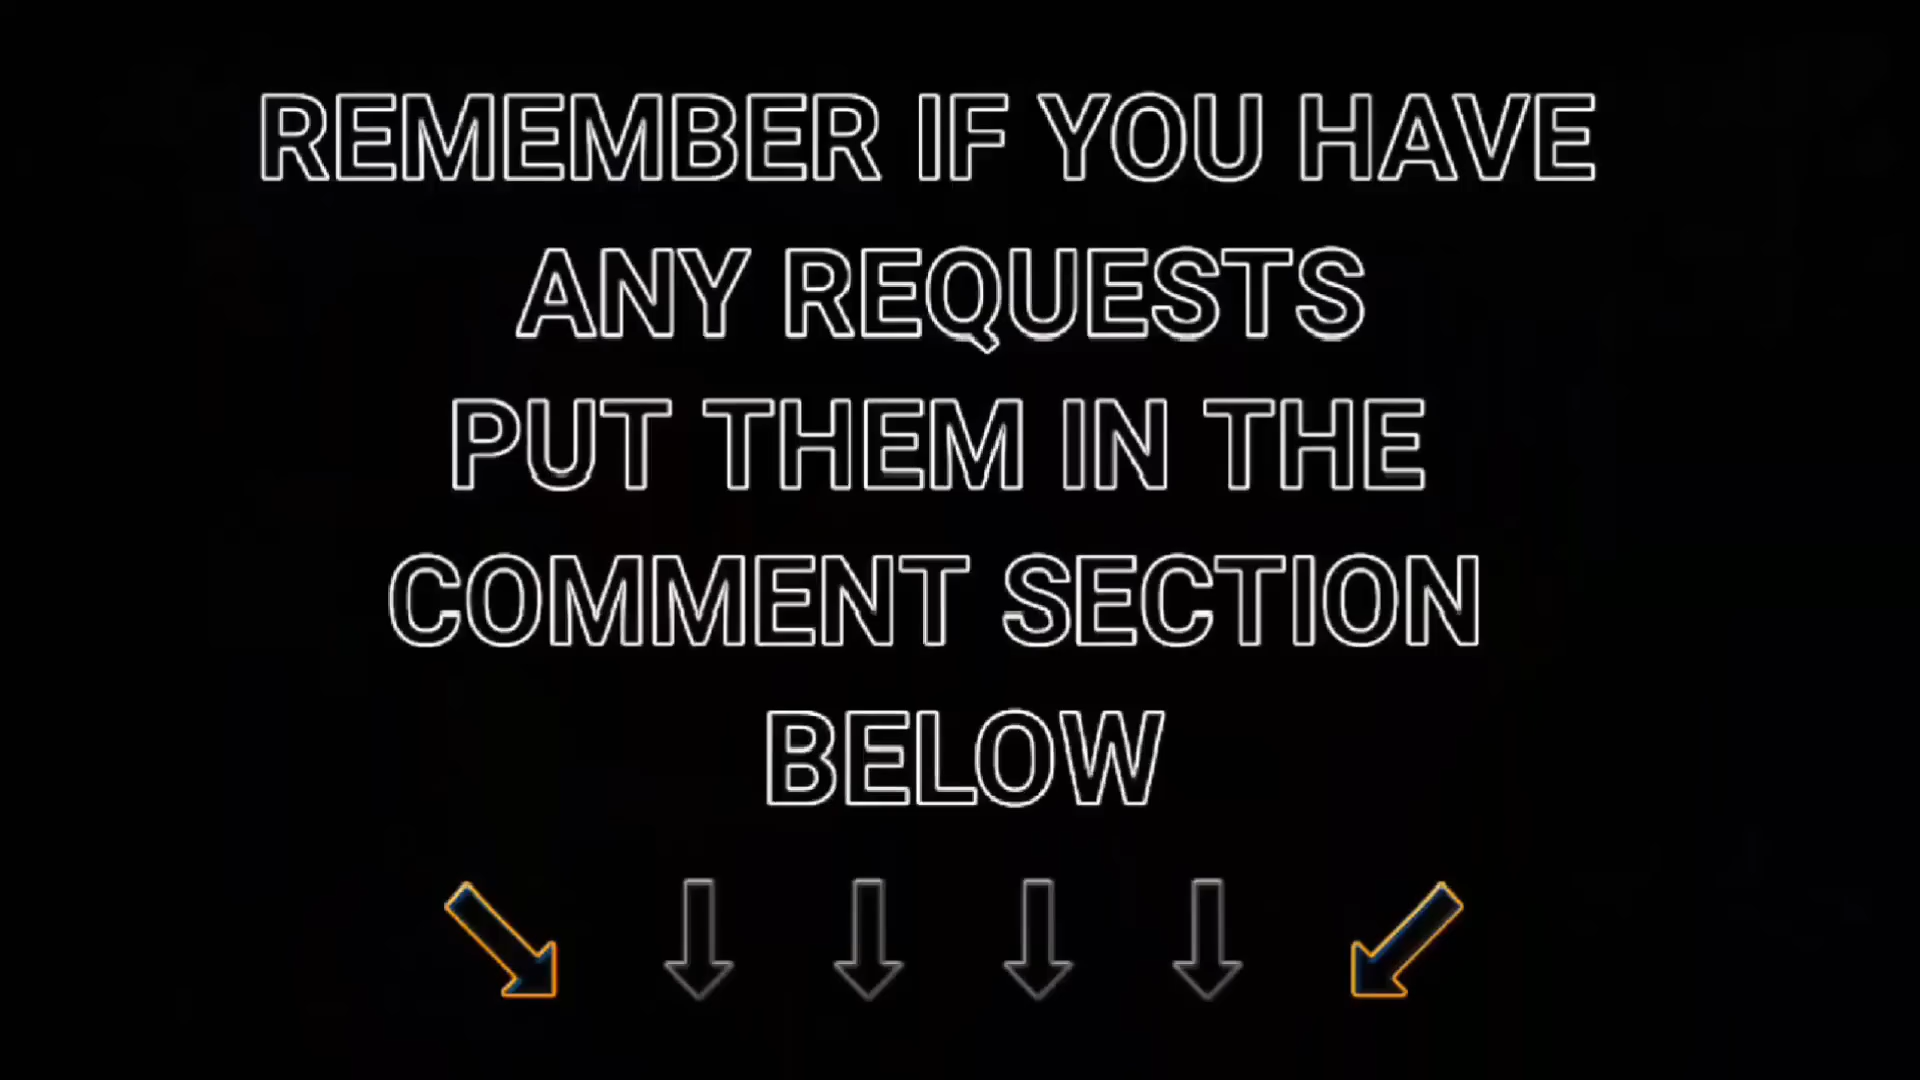 REMEMBER IF YOU HAVE
ANY REQUESTS
PUT THEM IN THE
COMMENT SECTION
BELOW